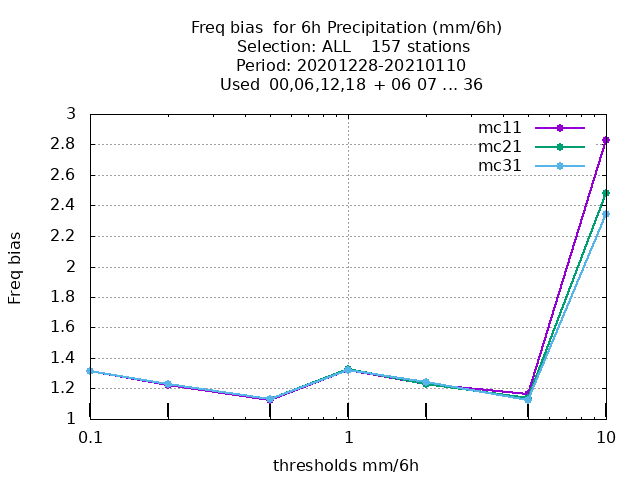 Freq bias  for 6h Precipitation (mm/6h)
Selection: ALL    157 stations
Period: 20201228-20210110
Used  00,06,12,18  + 06 07 ... 36
3
2.8
2.6
2.4
2.2
2
1.8
1.6
1.4
1.2
1
Freq bias
mc11
mc21
mc31
0.1
1
10
thresholds mm/6h